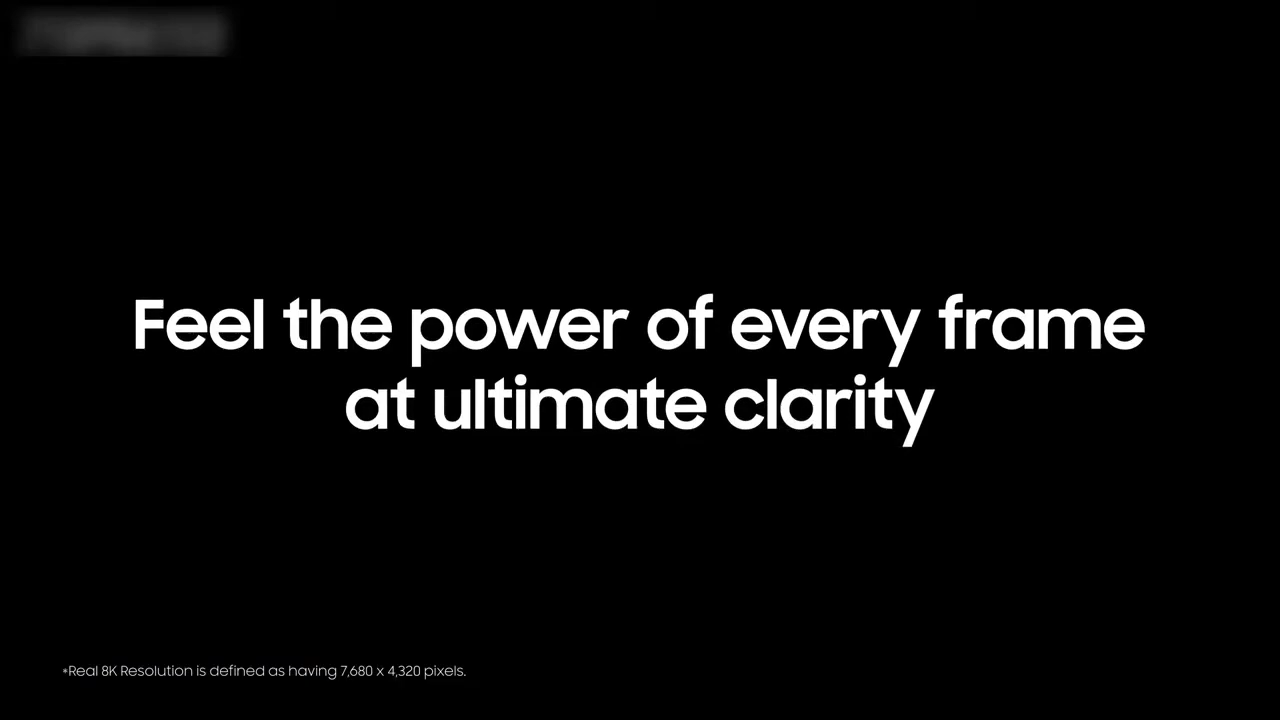 Feel the power of every frame
at ultimate clarity
*Real 8K Resolution is defined as having 7,680 x 4,320 pixels.